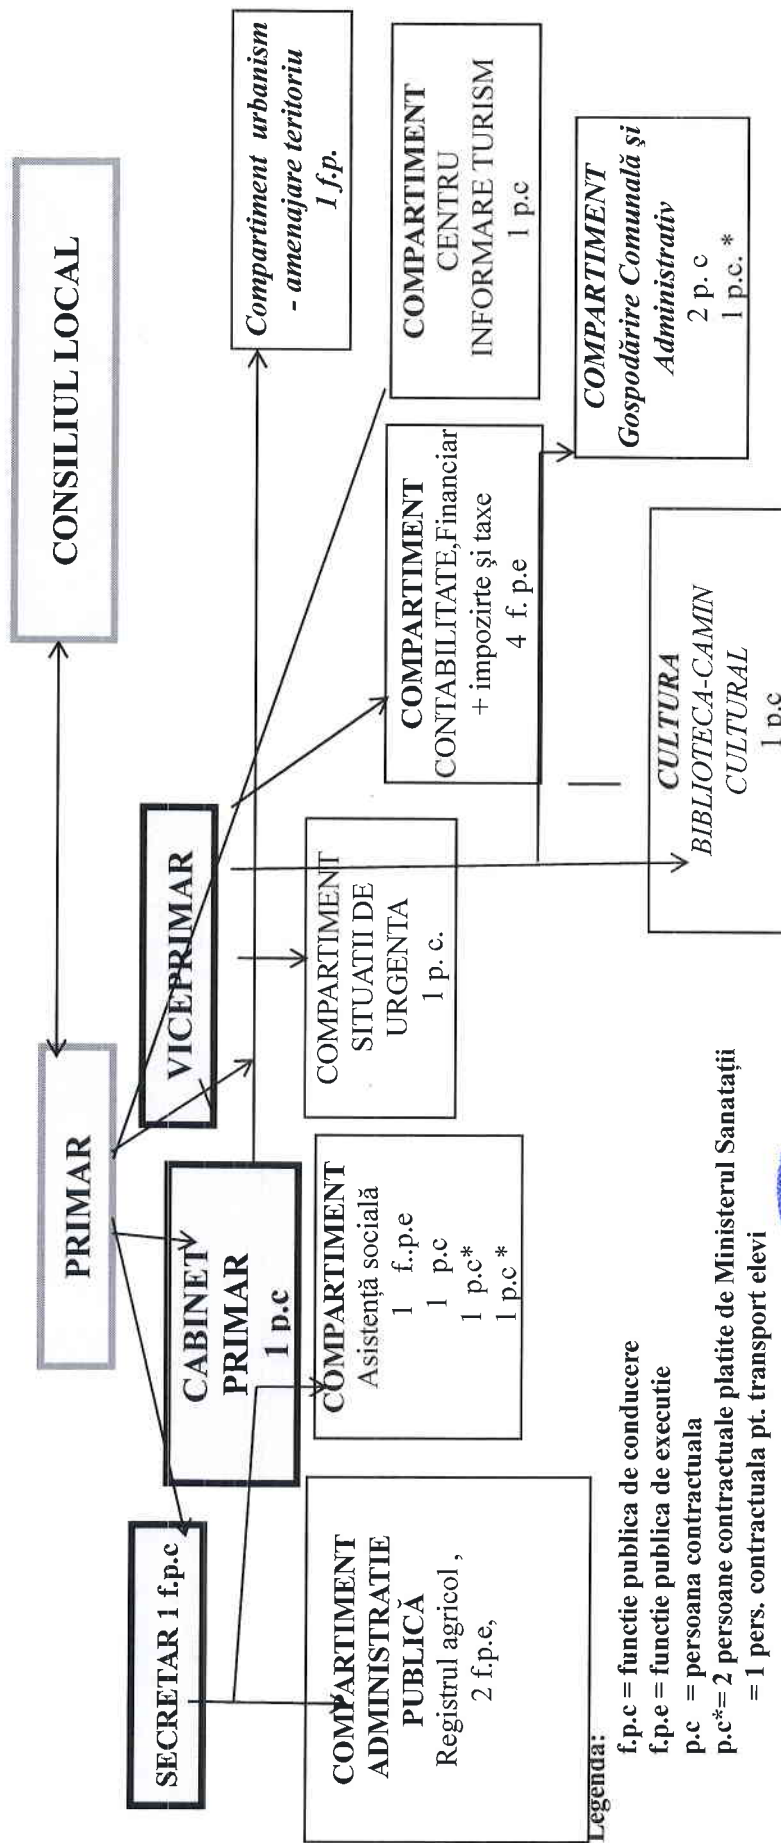 CONSILIUL LOCAL
PRIMAR
VICEPRIMAR
CABINET
PRIMAR
1 p.c
SECRETAR 1 f.p.c
Compartiment urbanism
- amenajare teritoriu
1 f.p.
COMPARTIMENT
ADMINISTRATIE
PUBLICĂ
Registrul agricol ,
2 f.p.e,
COMPARTIMENT
Asistență socială
1 f..p.e
1 p.c
1 p.c*
1 p.c *
COMPARTIMENT
SITUATII DE
URGENTA
1 p. c.
COMPARTIMENT
CONTABILITATE,Financiar
+ impozirte şi taxe
4 f. p.e
COMPARTIMENT
CENTRU
INFORMARE TURISM
1 p.c
COMPARTIMENT
Gospodărire Comunală şi
Administrativ
2 p. c
1 p.c. *
CULTURA
BIBLIOTECA-CAMIN
CULTURAL
1 p.c
Legenda:
f.p.c = functie publica de conducere
f.p.e = functie publica de executie
p.c = persoana contractuala
p.c*= 2 persoane contractuale platite de Ministerul Sanatații
= 1 pers. contractuala pt. transport elevi